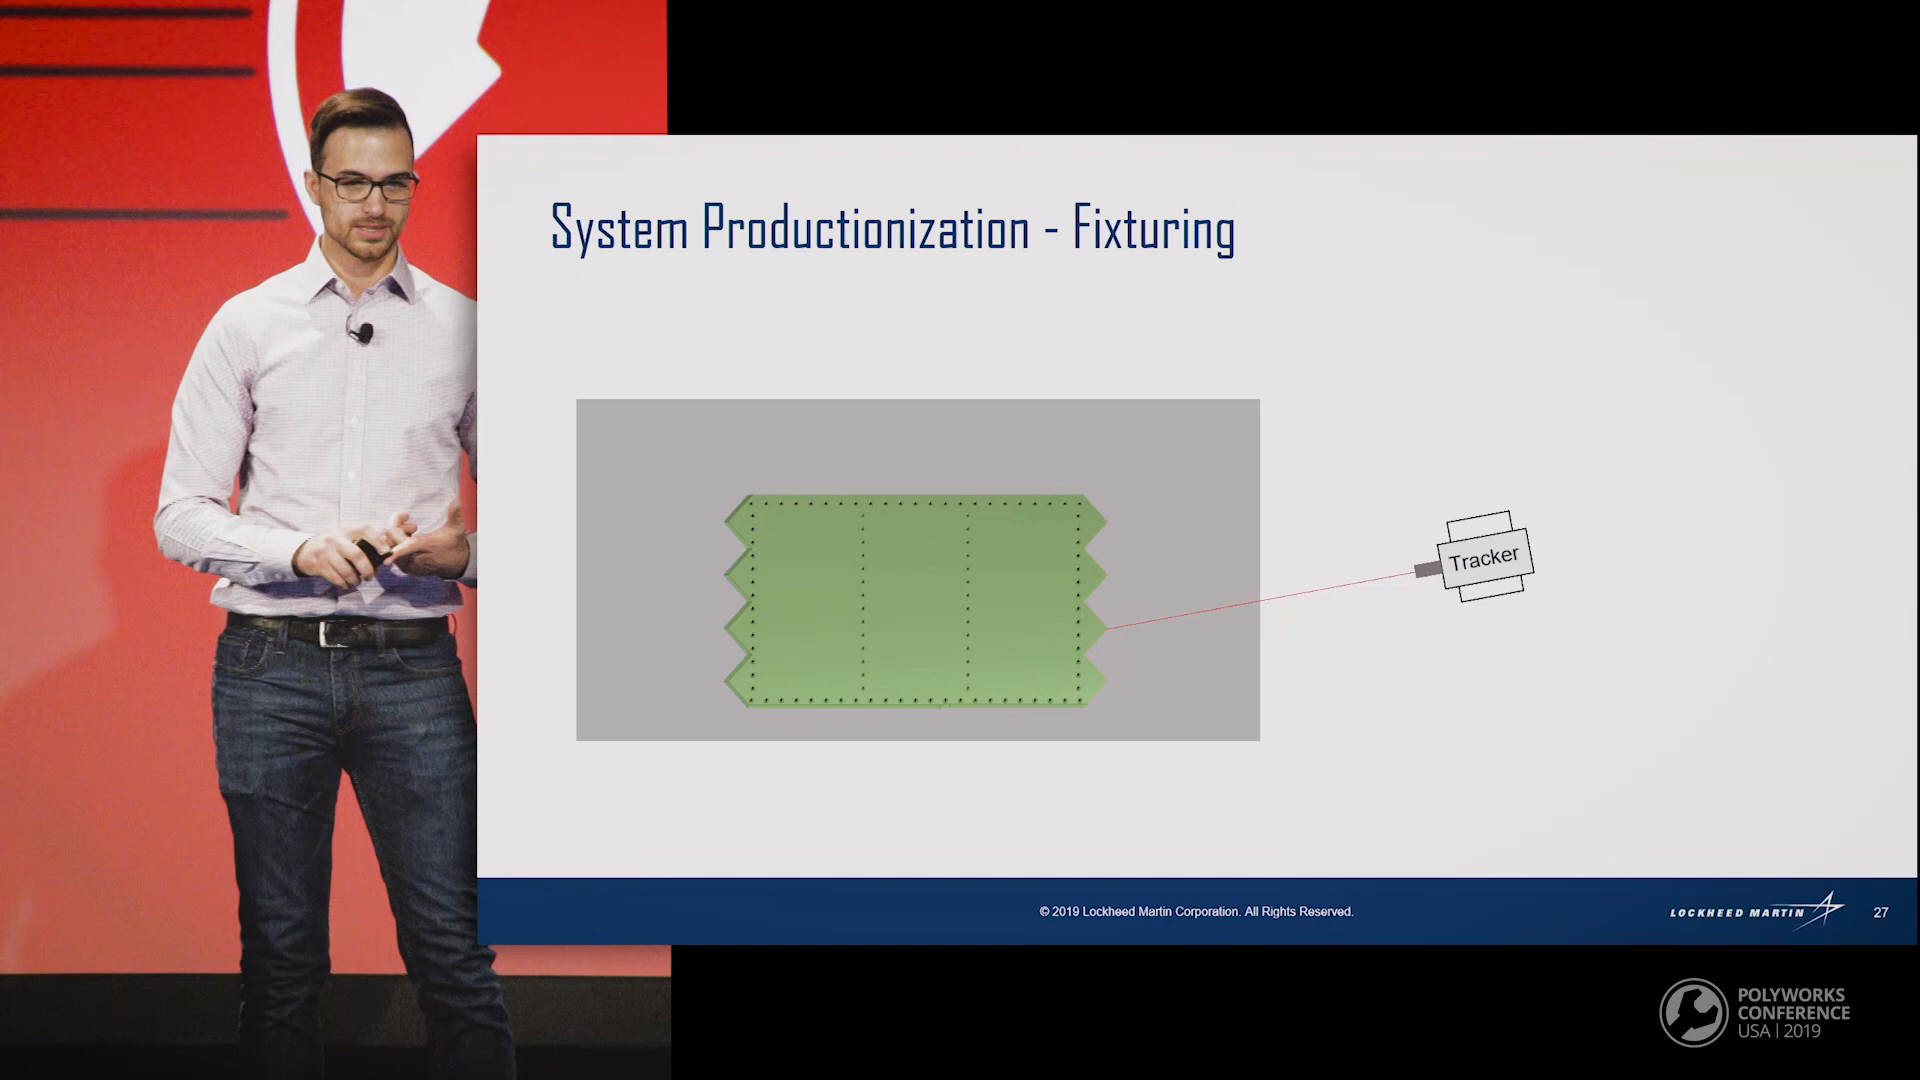 System Productionization - Fixturing
Tracker
© 2019 Lockheed Martin Corporation. All Rights Reserved.
LOCKHEED MARTIN
27
POLYWORKS
CONFERENCE
USA | 2019